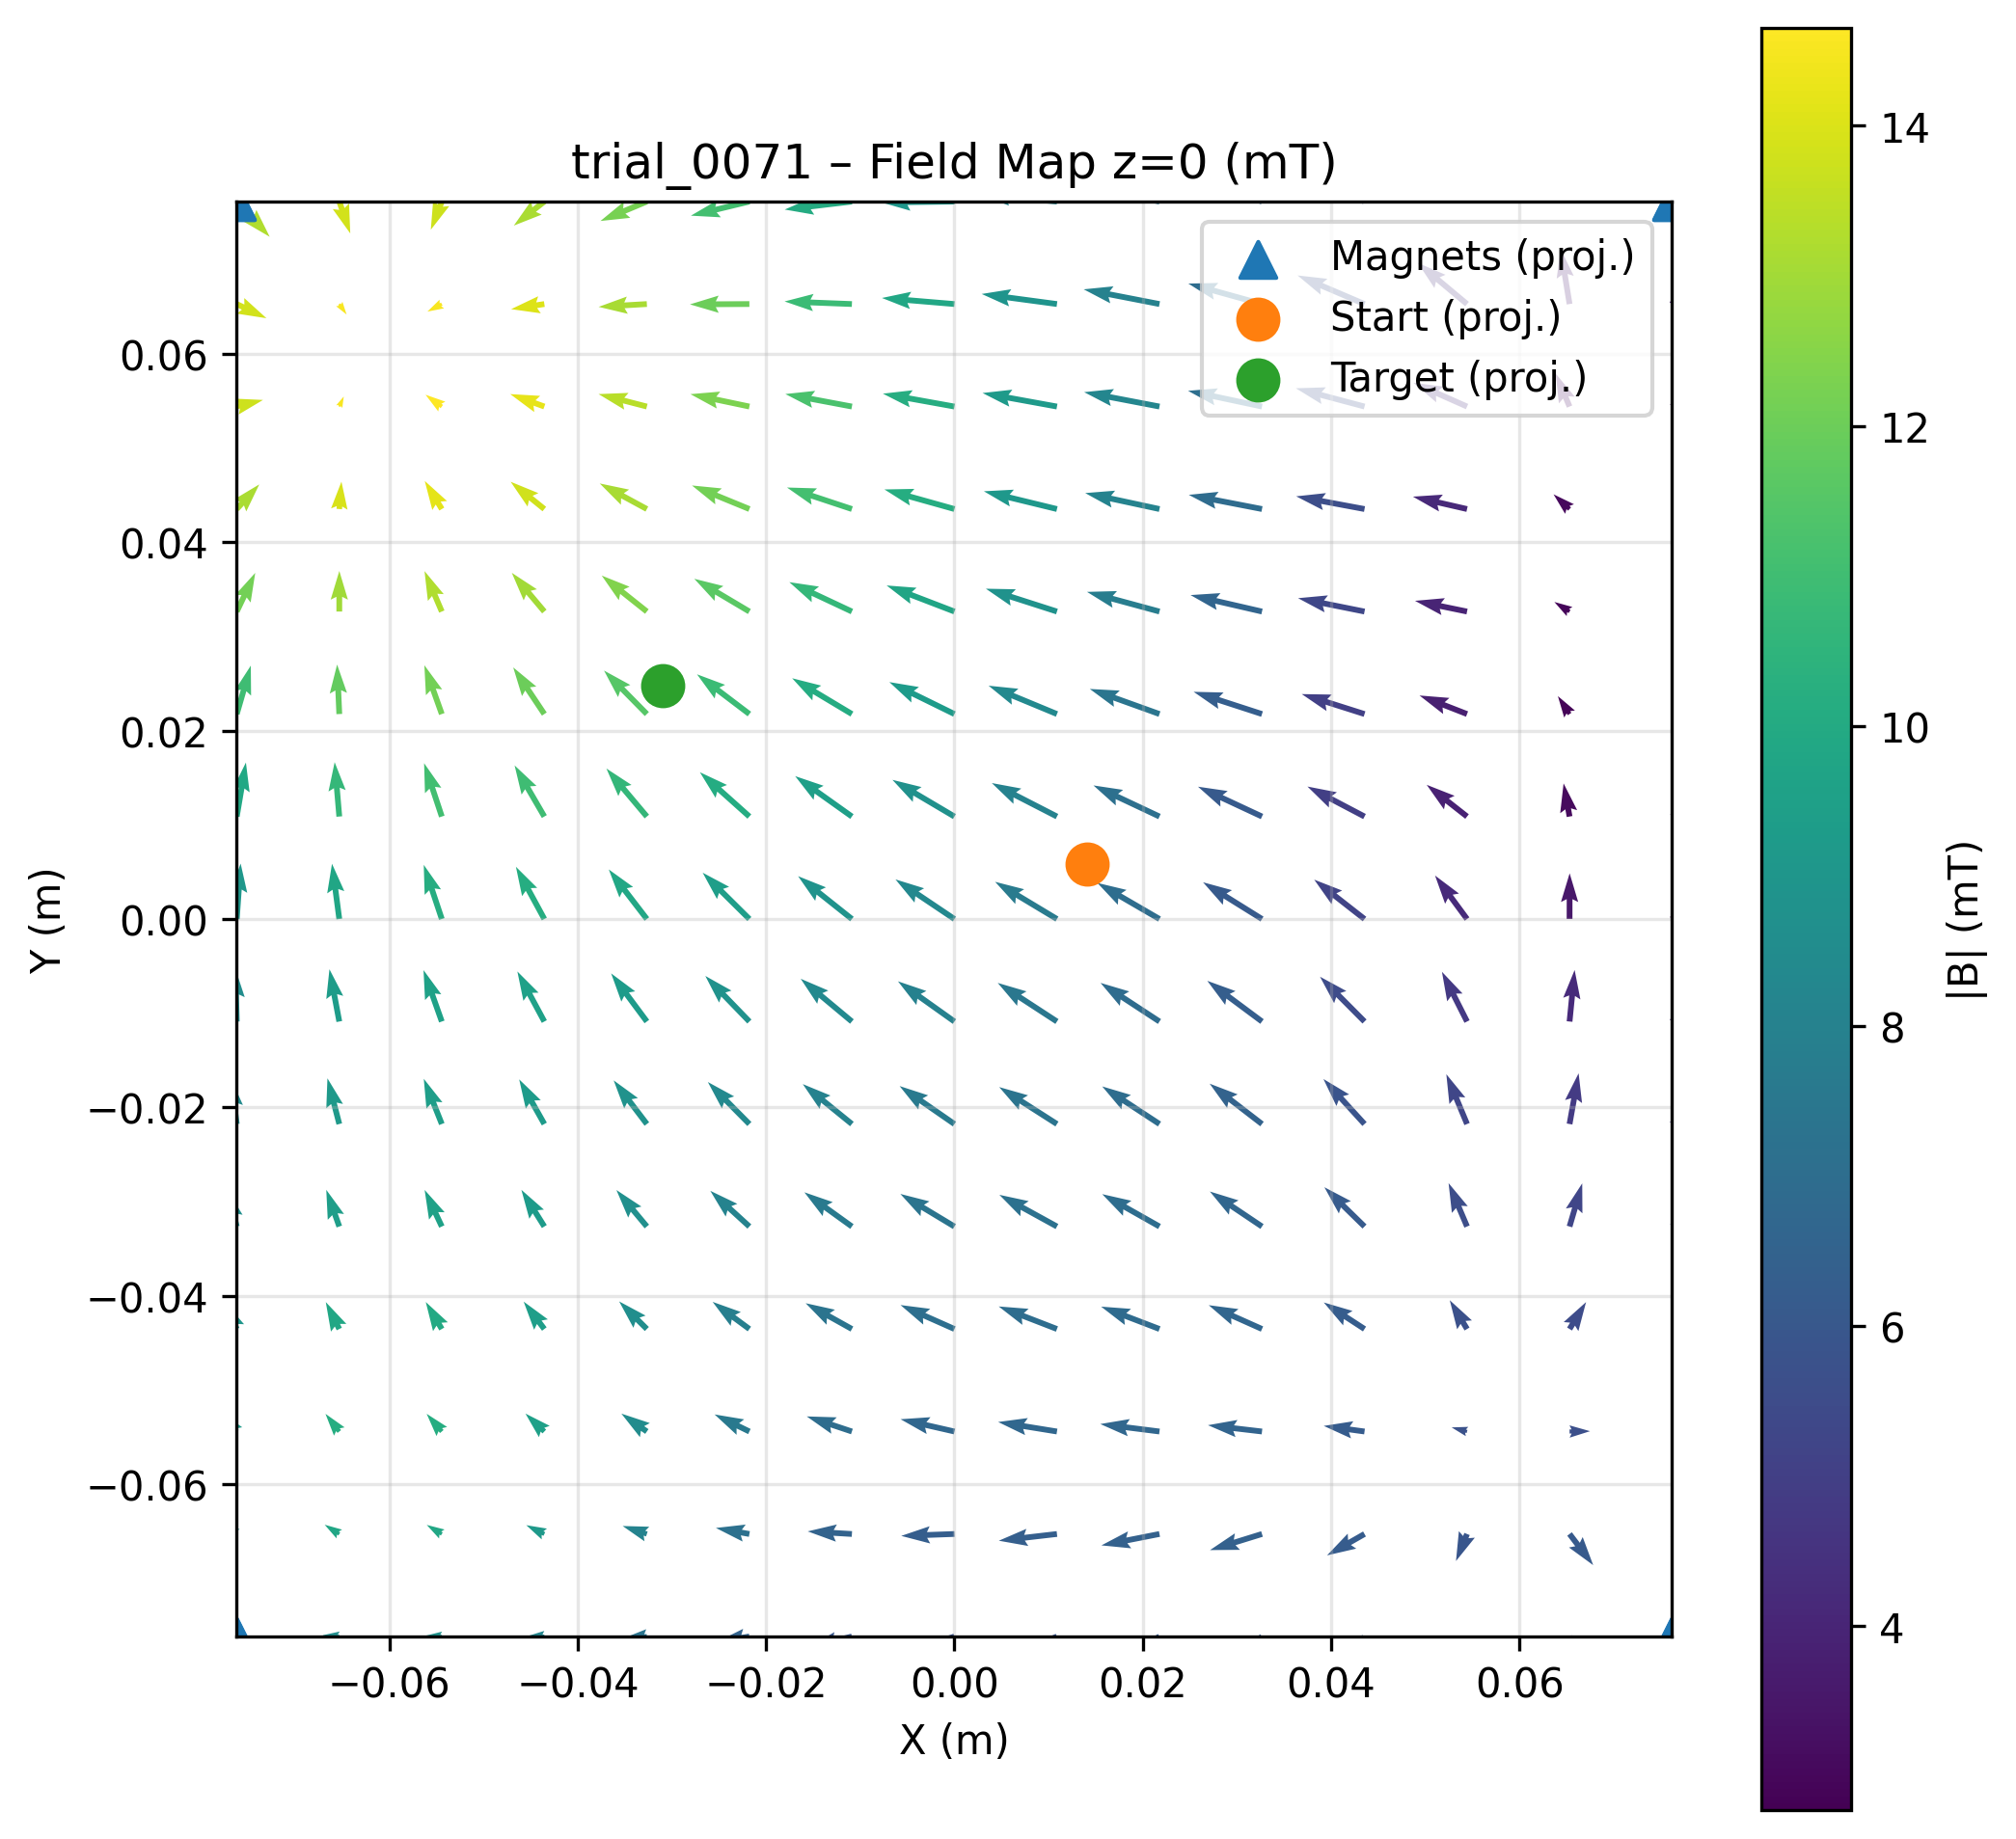 trial_0071 – Field Map z=0 (mT)
Magnets (proj.)
Start (proj.)
Target (proj.)
0.06
0.04
0.02
0.00
−0.02
−0.04
−0.06
Y (m)
−0.06
−0.04
−0.02
0.00
0.02
0.04
0.06
X (m)
14
12
10
8
6
4
|B| (mT)